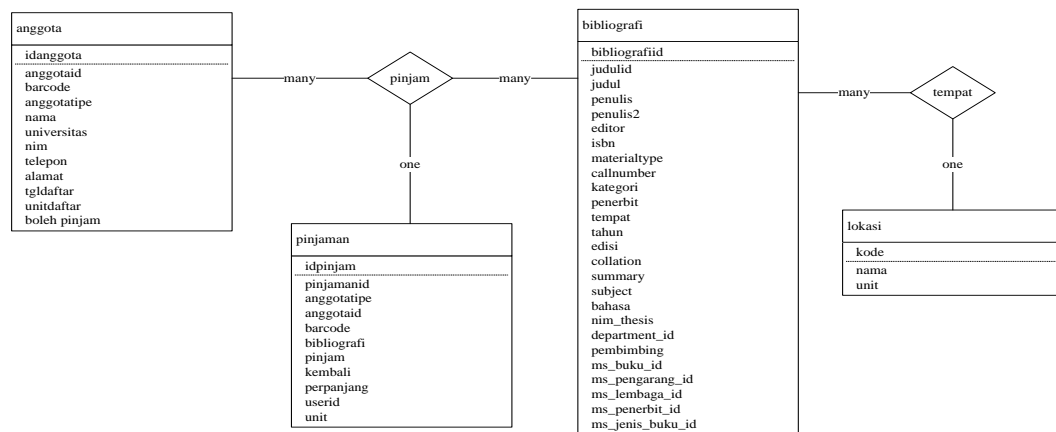 anggota
idanggota
anggotaid
barcode
anggotatipe
nama
universitas
nim
telepon
alamat
tgldaftar
unitdaftar
boleh pinjam
many
pinjam
many
one
pinjaman
idpinjam
pinjamanid
anggotatipe
anggotaid
barcode
bibliografi
pinjam
kembali
perpanjang
userid
unit
bibliografi
bibliografiid
judulid
judul
penulis
penulis2
editor
isbn
materialtype
callnumber
kategori
penerbit
tempat
tahun
edisi
collation
summary
subject
bahasa
nim_thesis
department_id
pembimbing
ms_buku_id
ms_pengarang_id
ms_lembaga_id
ms_penerbit_id
ms_jenis_buku_id
many
tempat
one
lokasi
kode
nama
unit